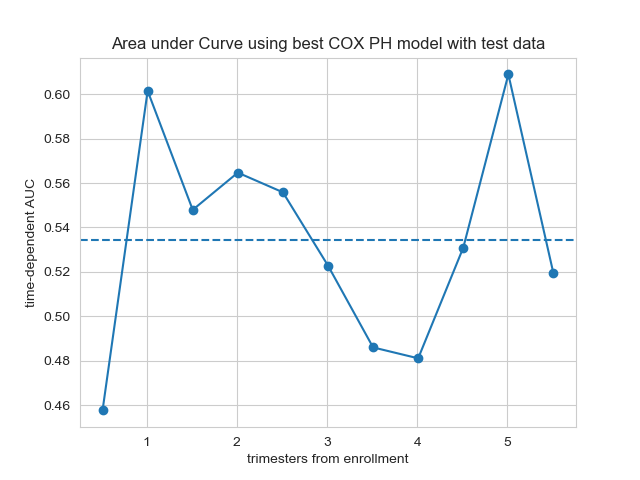 Area under Curve using best COX PH model with test data
time-dependent AUC
0.60
0.58
0.56
0.54
0.52
0.50
0.48
0.46
1 2 3 4 5
trimesters from enrollment